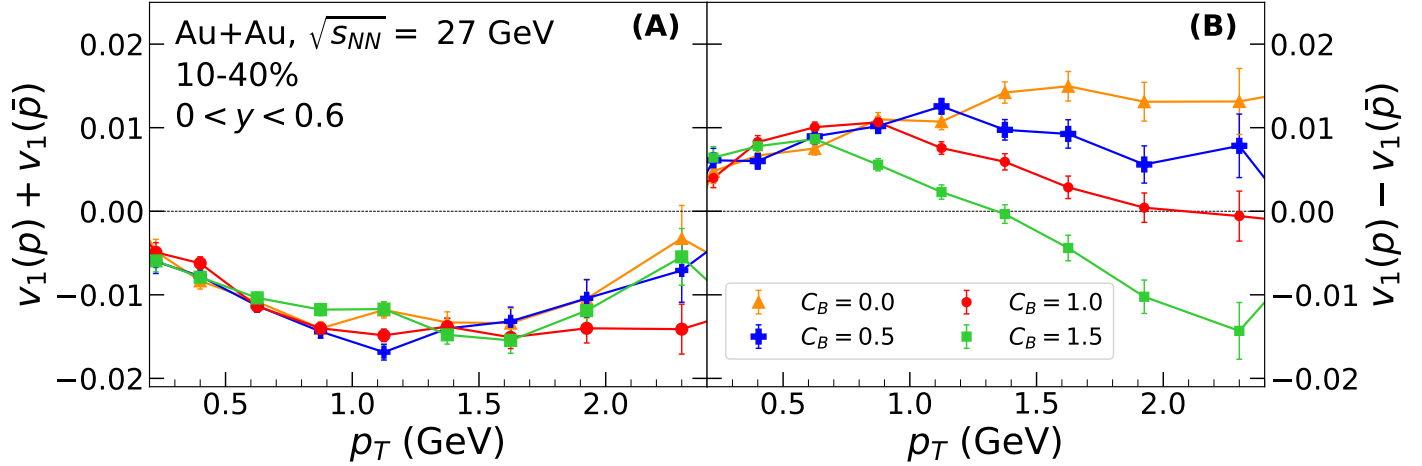 (A)
Au+Au, √s_NN = 27 GeV
10-40%
0 < y < 0.6
v₁(p) + v₁(p̄)
0.02
0.01
0.00
−0.01
−0.02
0.5 1.0 1.5 2.0
p_T (GeV)
(B)
C_B = 0.0 C_B = 1.0
C_B = 0.5 C_B = 1.5
0.02
0.01
0.00
−0.01
−0.02
v₁(p) − v₁(p̄)
0.5 1.0 1.5 2.0
p_T (GeV)